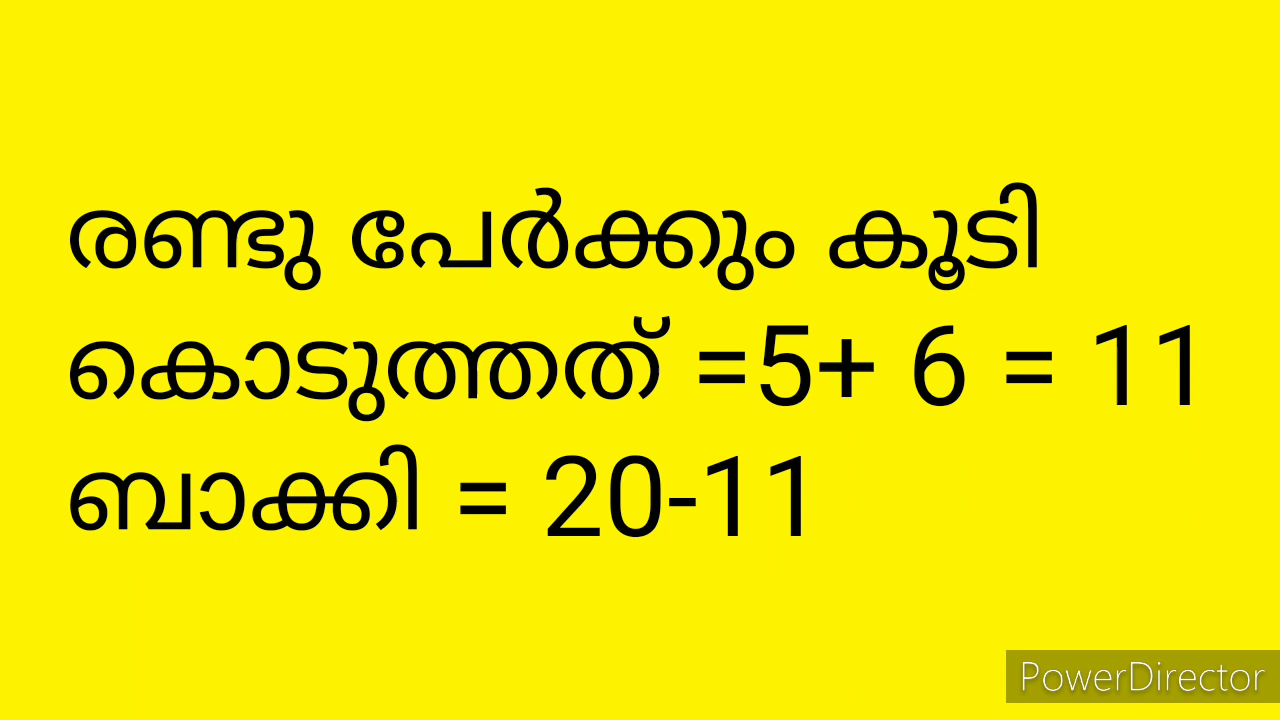 രണ്ടു പേർക്കും കൂടി
കൊടുത്തത് =5+ 6 = 11
ബാക്കി = 20-11
PowerDirector